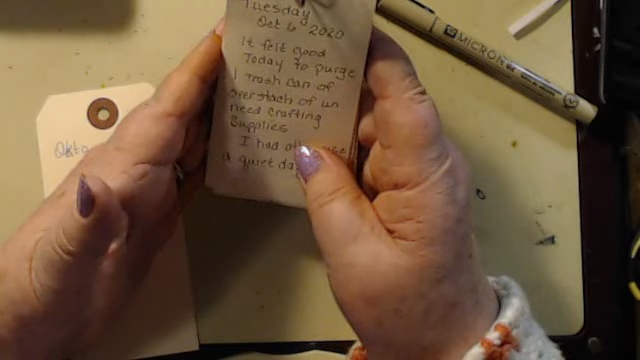 Tuesday
Oct 6 2020
It felt good
Today to purge
1 Trash can of
overstach of un
need crafting
Supplies
I had
a quiet da
MICRON